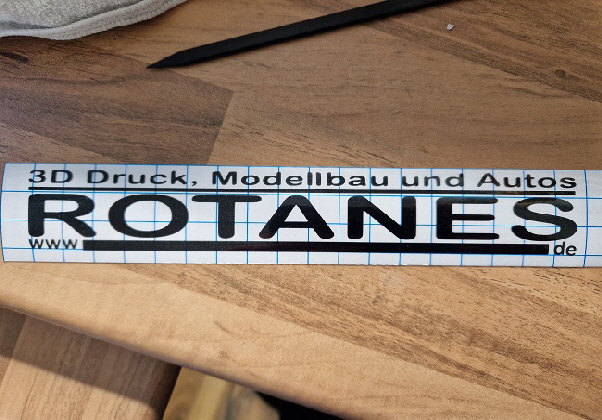 3D Druck, Modellbau und Autos
ROTANES
www de